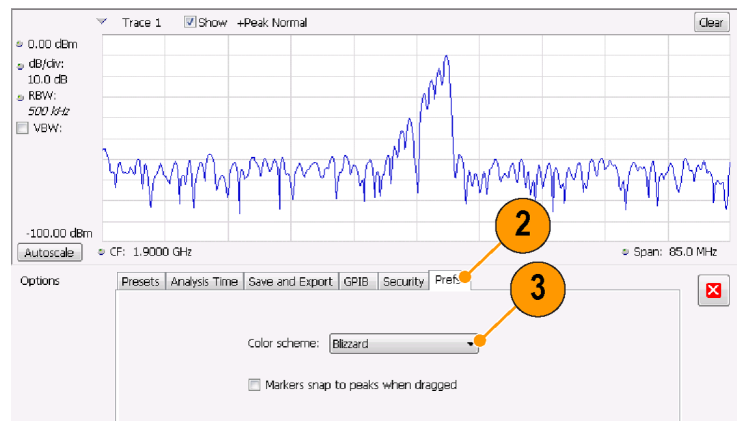 Trace 1 Show +Peak Normal Clear
0.00 dBm
dB/div:
10.0 dB
RBW:
500 kHz
VBW:
-100.00 dBm
Autoscale CF: 1.9000 GHz Span: 85.0 MHz
2
Options Presets Analysis Time Save and Export GPIB Security Prefs
3
Color scheme: Blizzard
Markers snap to peaks when dragged